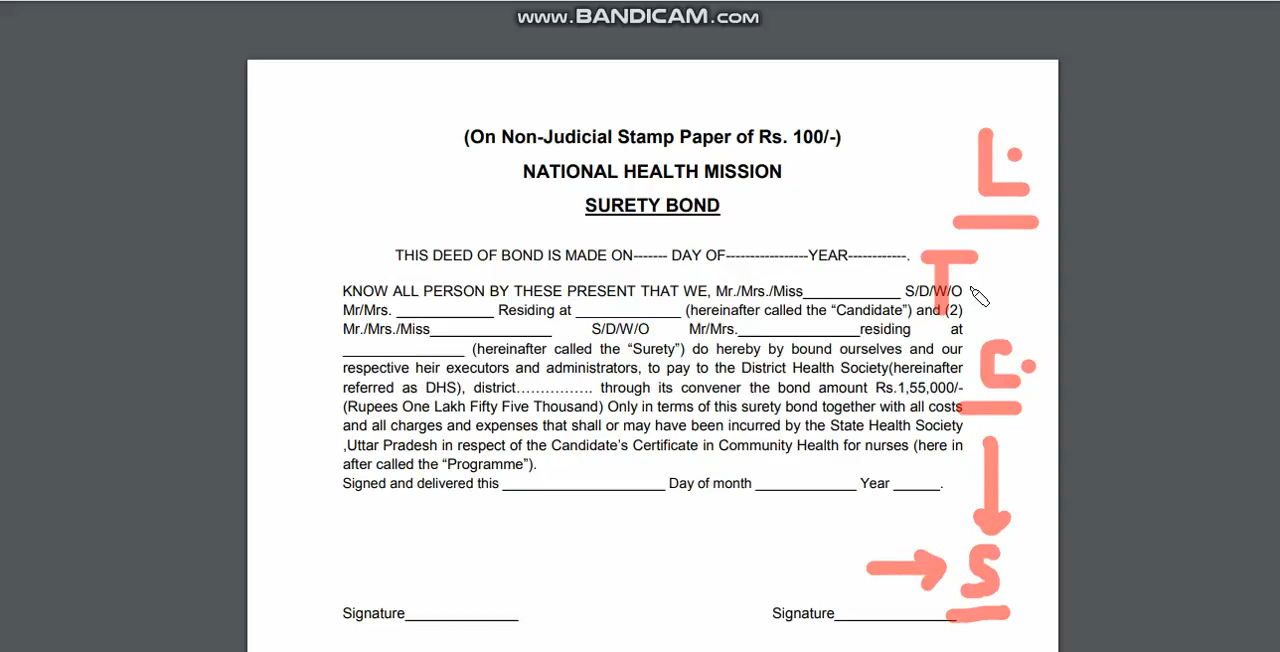 www.BANDICAM.com
(On Non-Judicial Stamp Paper of Rs. 100/-)
NATIONAL HEALTH MISSION
SURETY BOND
THIS DEED OF BOND IS MADE ON------- DAY OF-----------------YEAR------------.
KNOW ALL PERSON BY THESE PRESENT THAT WE, Mr./Mrs./Miss____________ S/D/W/O
Mr/Mrs. ____________ Residing at _____________ (hereinafter called the “Candidate”) and (2)
Mr./Mrs./Miss_______________ S/D/W/O Mr/Mrs._______________residing at
_______________ (hereinafter called the “Surety”) do hereby by bound ourselves and our
respective heir executors and administrators, to pay to the District Health Society(hereinafter
referred as DHS), district……………. through its convener the bond amount Rs.1,55,000/-
(Rupees One Lakh Fifty Five Thousand) Only in terms of this surety bond together with all costs
and all charges and expenses that shall or may have been incurred by the State Health Society
,Uttar Pradesh in respect of the Candidate’s Certificate in Community Health for nurses (here in
after called the “Programme”).
Signed and delivered this ____________________ Day of month ____________ Year ______.
Signature______________ Signature_______________
L.
T
C.
S